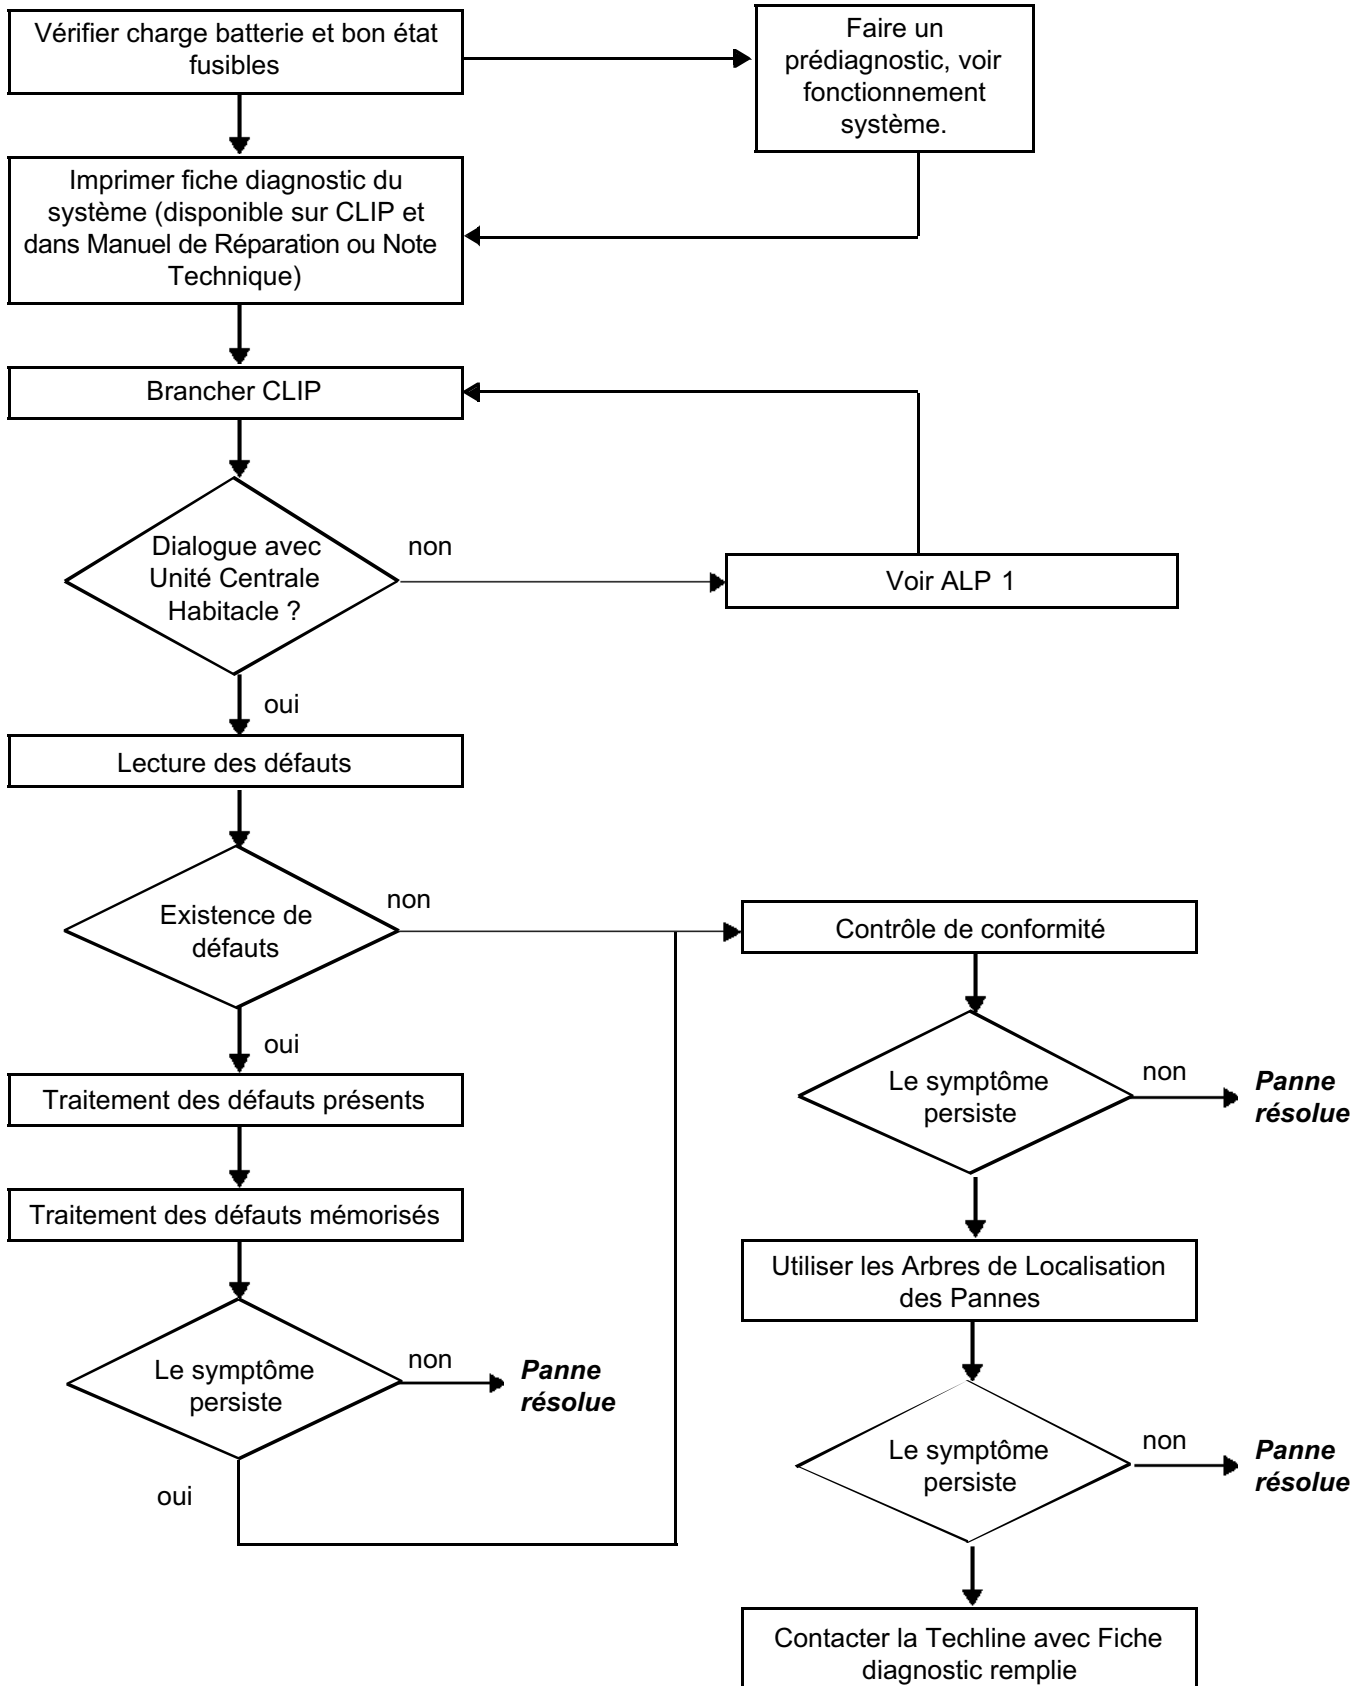 Vérifier charge batterie et bon état
fusibles
Faire un
prédiagnostic, voir
fonctionnement
système.
Imprimer fiche diagnostic du
système (disponible sur CLIP et
dans Manuel de Réparation ou Note
Technique)
Brancher CLIP
Dialogue avec
Unité Centrale
Habitacle ?
non
Voir ALP 1
oui
Lecture des défauts
Existence de
défauts
non
Contrôle de conformité
oui
Traitement des défauts présents
Le symptôme
persiste
non
Panne
résolue
Traitement des défauts mémorisés
Utiliser les Arbres de Localisation
des Pannes
Le symptôme
persiste
non
Panne
résolue
oui
Le symptôme
persiste
non
Panne
résolue
Contacter la Techline avec Fiche
diagnostic remplie